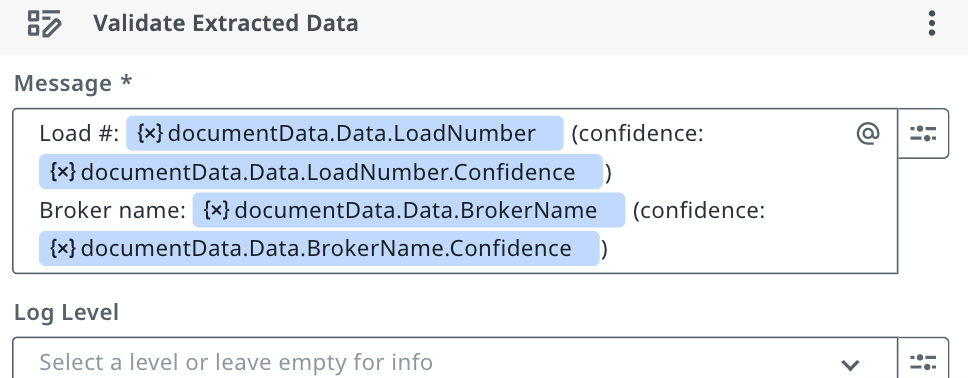 Validate Extracted Data
Message *
Load #: {×} documentData.Data.LoadNumber (confidence:
{×} documentData.Data.LoadNumber.Confidence )
Broker name: {×} documentData.Data.BrokerName (confidence:
{×} documentData.Data.BrokerName.Confidence )
@
Log Level
Select a level or leave empty for info